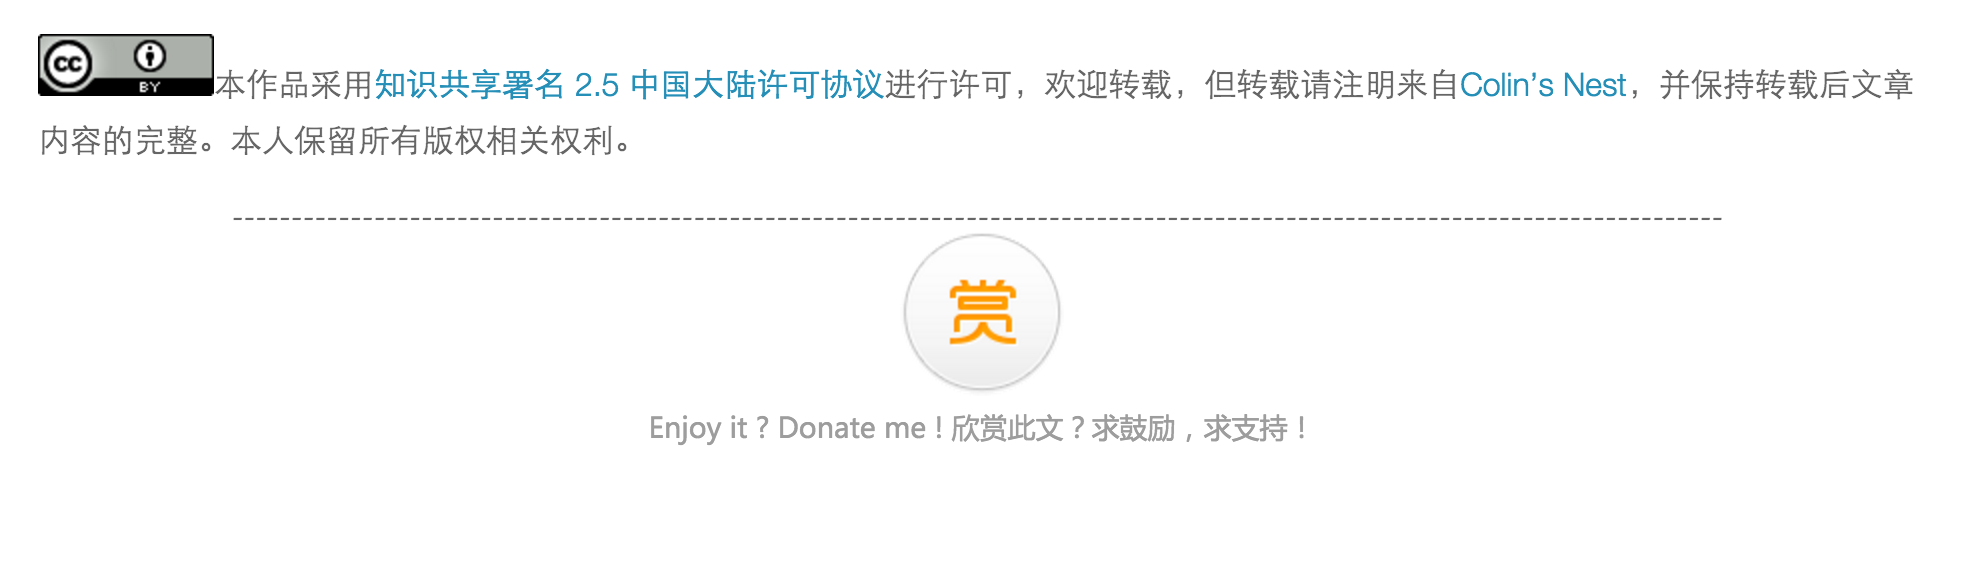 cc BY 本作品采用知识共享署名 2.5 中国大陆许可协议进行许可，欢迎转载，但转载请注明来自Colin’s Nest，并保持转载后文章
内容的完整。本人保留所有版权相关权利。
赏
Enjoy it ? Donate me ! 欣赏此文？求鼓励，求支持！